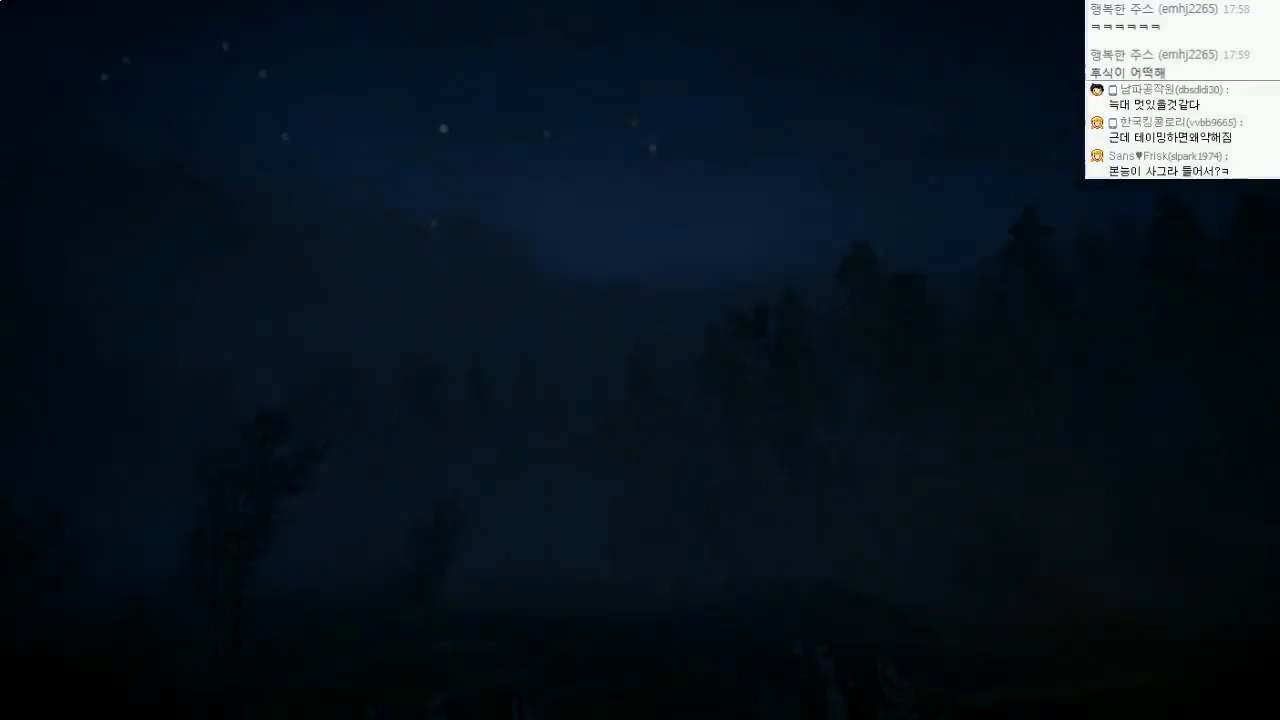 행복한 주스 (emhj2265) 17:58
ㅋㅋㅋㅋㅋㅋ
행복한 주스 (emhj2265) 17:59
후식이 어떡해
남파공작원(dbsdldi30) :
늑대 멋있을것같다
한국킹콩로리(vvbb9665) :
근데 테이밍하면왜약해짐
Sans♥Frisk(slpark1974) :
본능이 사그라 들어서?ㅋ